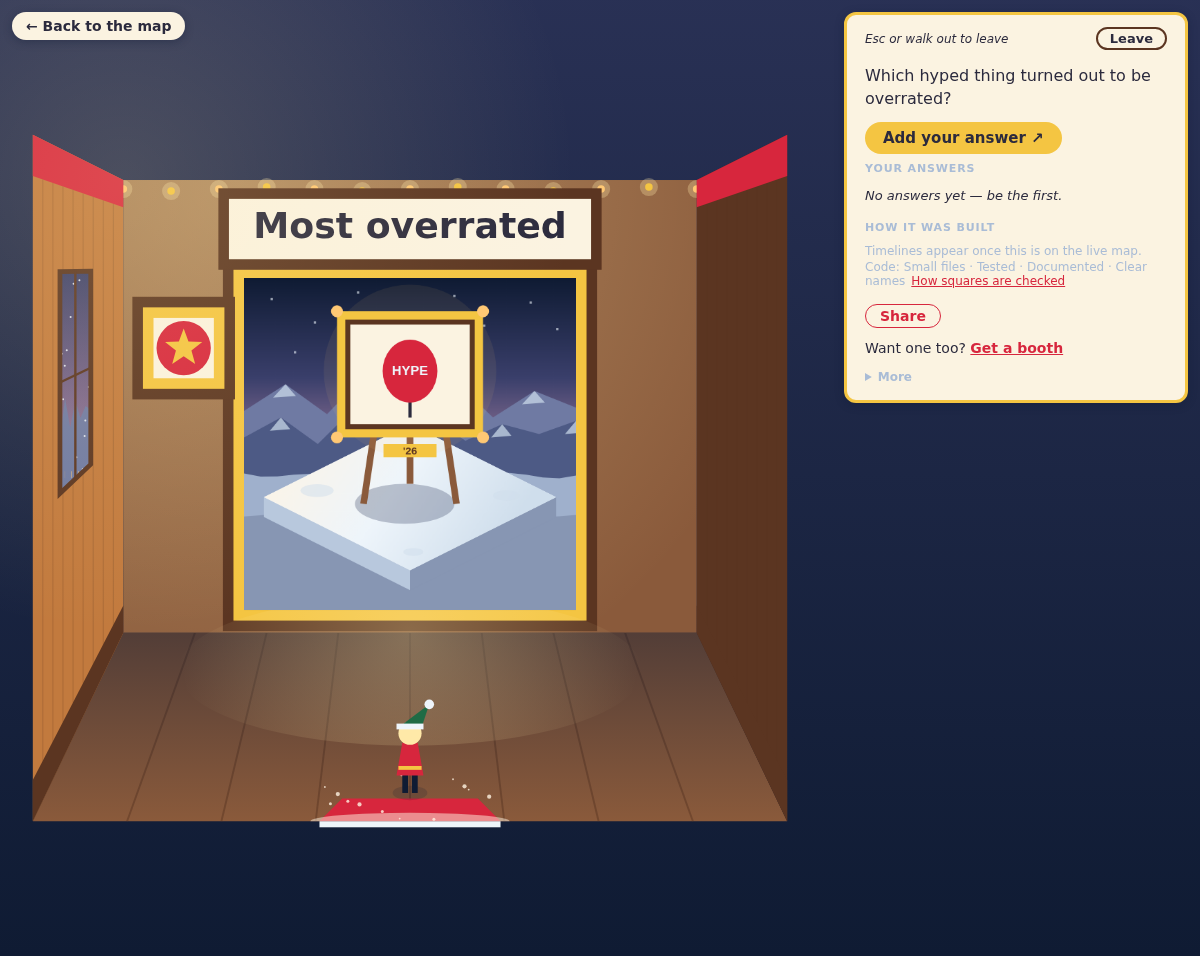 ← Back to the map
Most overrated
HYPE
'26
Esc or walk out to leave
Leave
Which hyped thing turned out to be
overrated?
Add your answer ↗
YOUR ANSWERS
No answers yet — be the first.
HOW IT WAS BUILT
Timelines appear once this is on the live map.
Code: Small files · Tested · Documented · Clear
names How squares are checked
Share
Want one too? Get a booth
More